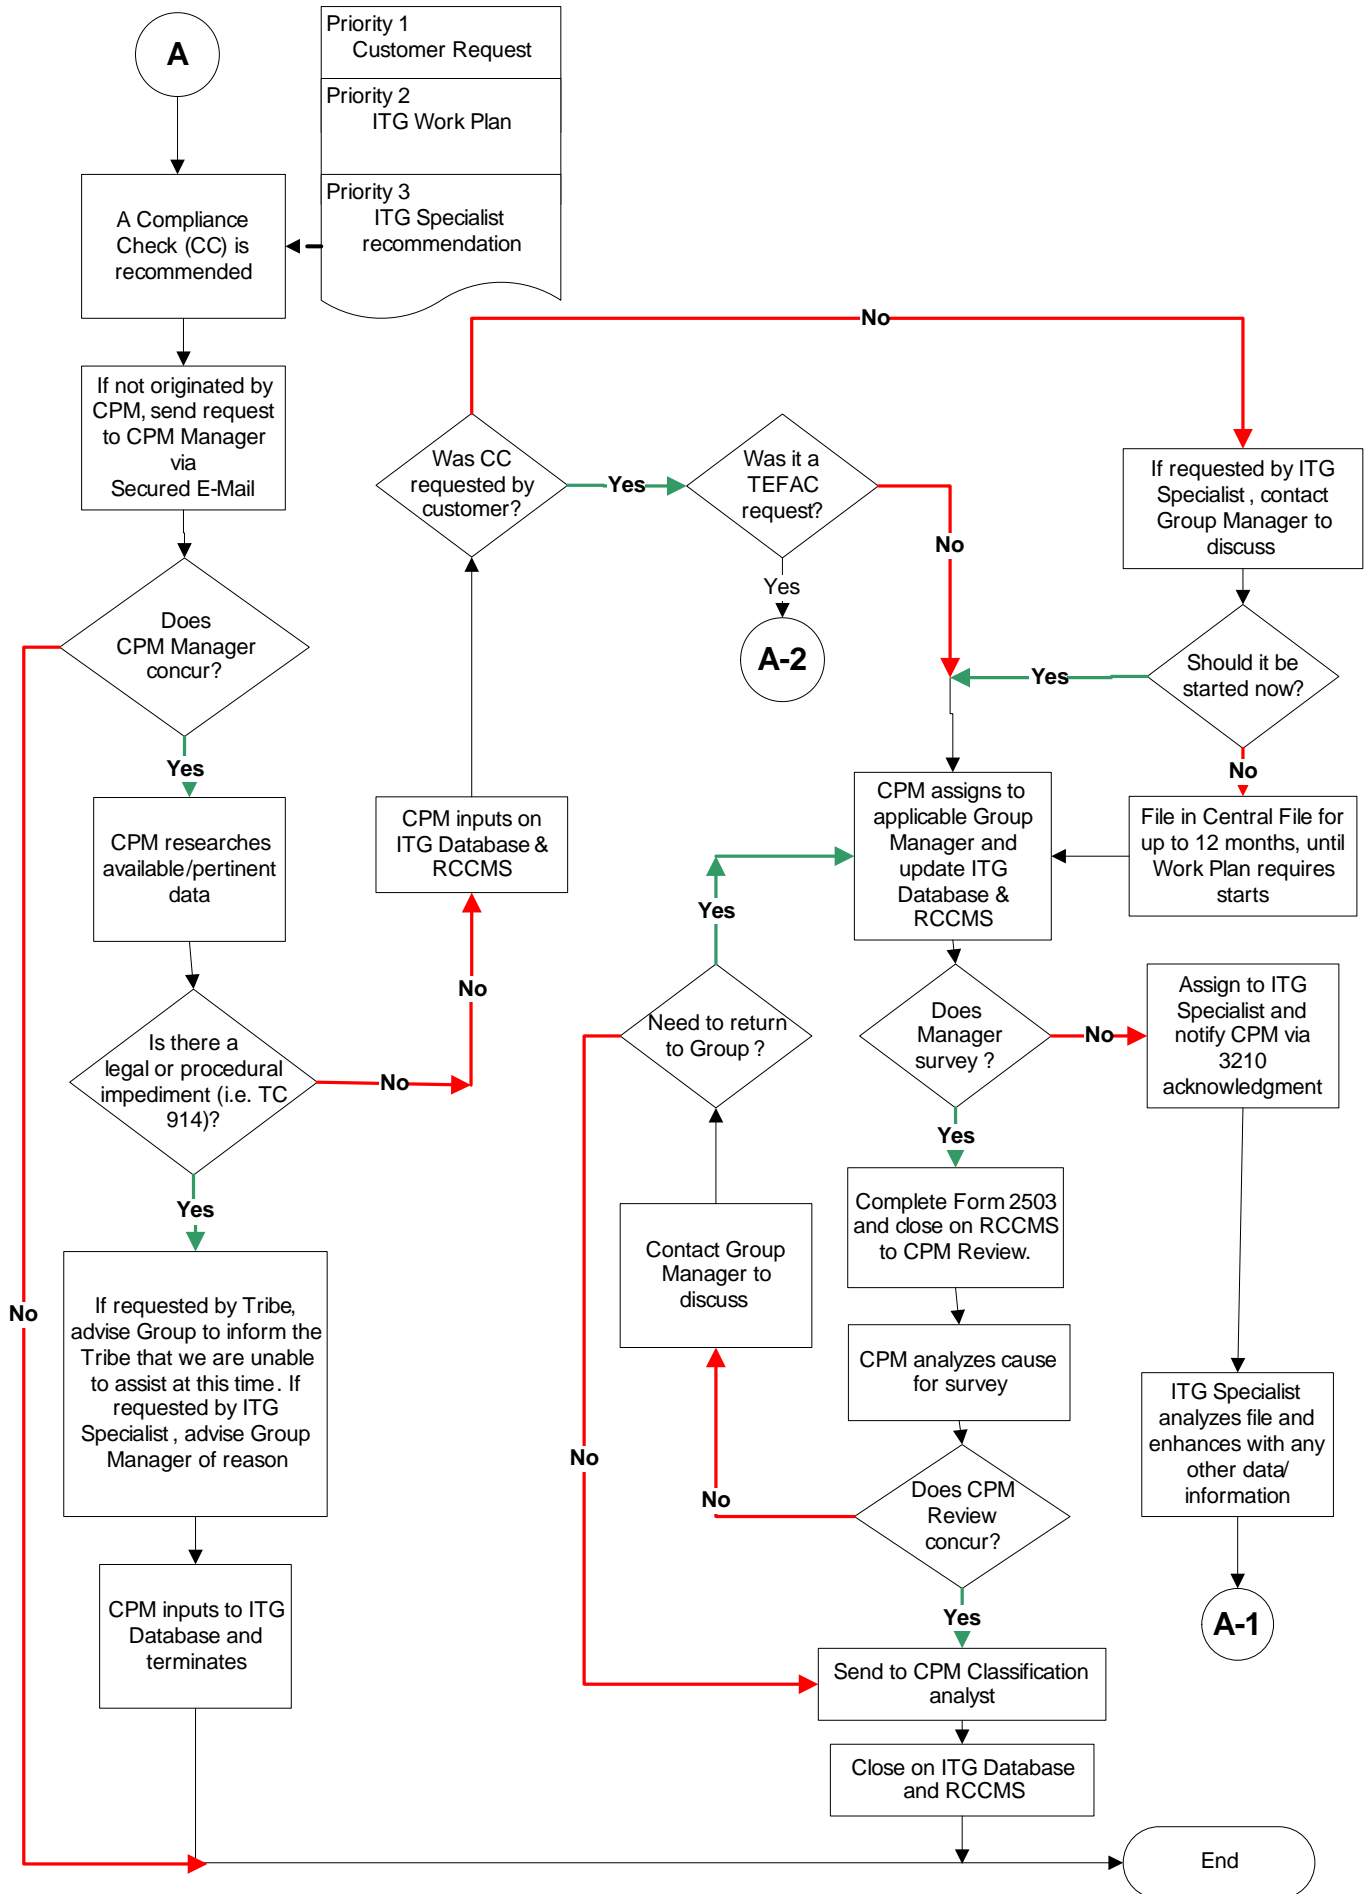 A
Priority 1
Customer Request
Priority 2
ITG Work Plan
Priority 3
ITG Specialist
recommendation
A Compliance
Check (CC) is
recommended
If not originated by
CPM, send request
to CPM Manager
via
Secured E-Mail
Does
CPM Manager
concur?
Yes
No
CPM researches
available/pertinent
data
Is there a
legal or procedural
impediment (i.e. TC
914)?
No
No
Yes
If requested by Tribe,
advise Group to inform the
Tribe that we are unable
to assist at this time. If
requested by ITG
Specialist, advise Group
Manager of reason
CPM inputs to ITG
Database and
terminates
CPM inputs on
ITG Database &
RCCMS
Was CC
requested by
customer?
No
Yes
Was it a
TEFAC
request?
No
Yes
A-2
If requested by ITG
Specialist, contact
Group Manager to
discuss
Should it be
started now?
Yes
No
File in Central File for
up to 12 months, until
Work Plan requires
starts
CPM assigns to
applicable Group
Manager and
update ITG
Database &
RCCMS
Does
Manager
survey?
No
Assign to ITG
Specialist and
notify CPM via
3210
acknowledgment
ITG Specialist
analyzes file and
enhances with any
other data/
information
A-1
Yes
Complete Form 2503
and close on RCCMS
to CPM Review.
CPM analyzes cause
for survey
Does CPM
Review
concur?
No
Contact Group
Manager to
discuss
Need to return
to Group?
Yes
No
Yes
Send to CPM Classification
analyst
Close on ITG Database
and RCCMS
End